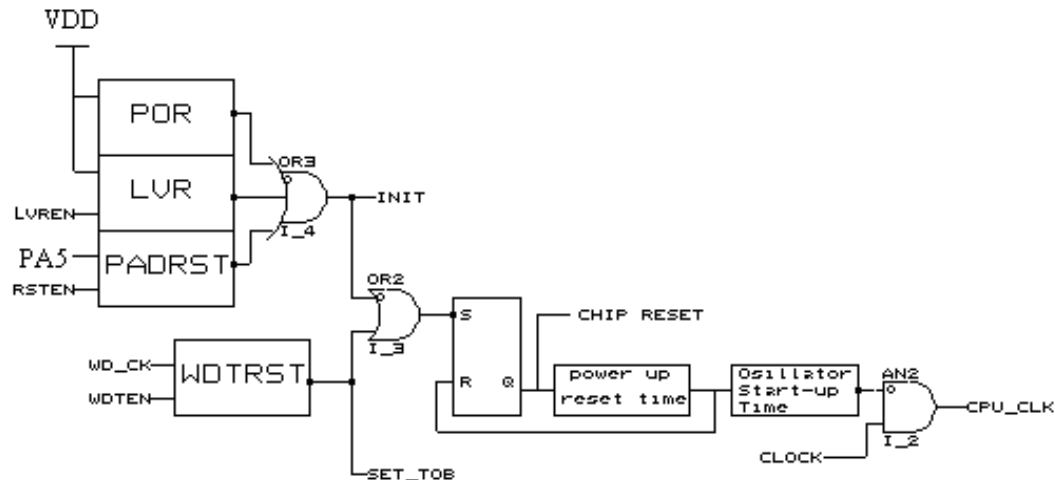 VDD
POR
OR3
LVR
INIT
LVREN
I_4
PA5
PADRST
RSTEN
OR2
S
CHIP RESET
I_3
WD_CK
WDTRST
WDTEN
R
Q
power up
reset time
Osillator
Start-up
Time
AN2
CPU_CLK
I_2
CLOCK
SET_TOB